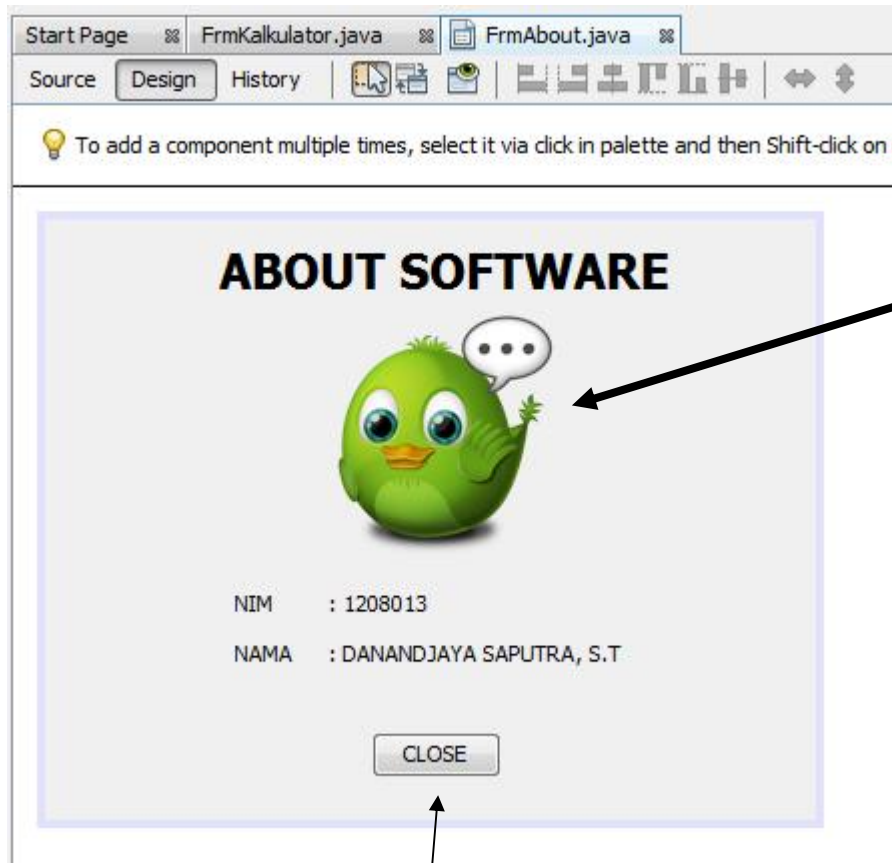 Start Page FrmKalkulator.java FrmAbout.java
Source Design History
To add a component multiple times, select it via click in palette and then Shift-click on
ABOUT SOFTWARE
NIM : 1208013
NAMA : DANANDJAYA SAPUTRA, S.T
CLOSE